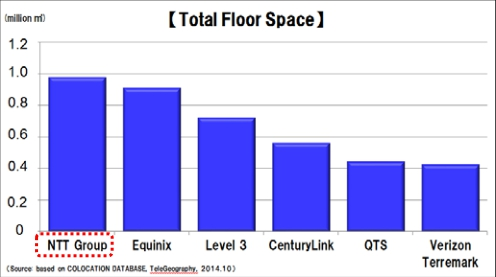 (million ㎡)
【Total Floor Space】
1.2
1.0
0.8
0.6
0.4
0.2
0
NTT Group Equinix Level 3 CenturyLink QTS Verizon
Terremark
(Source: based on COLOCATION DATABASE, TeleGeography, 2014.10)